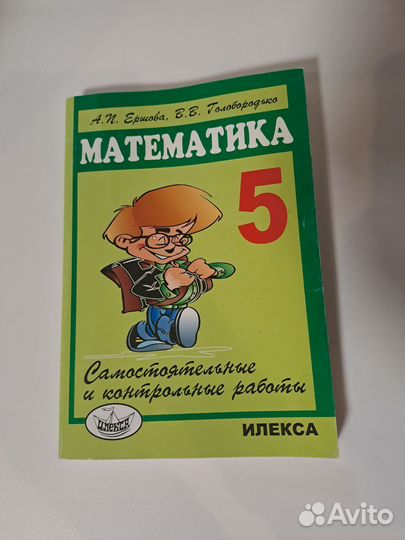 А.П. Ершова, В.В. Голобородько
МАТЕМАТИКА
5
Самостоятельные
и контрольные работы
ИЛЕКСА
ИЛЕКСА
Avito